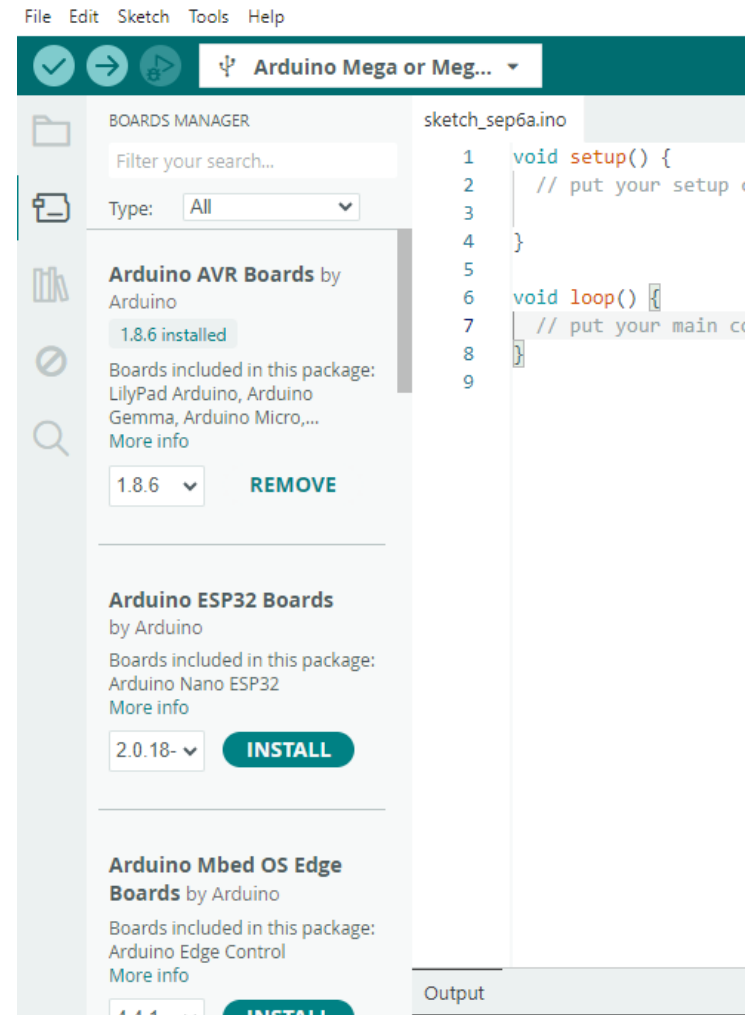 File Edit Sketch Tools Help
Arduino Mega or Meg...
BOARDS MANAGER
Filter your search...
Type: All
Arduino AVR Boards by
Arduino
1.8.6 installed
Boards included in this package:
LilyPad Arduino, Arduino
Gemma, Arduino Micro,...
More info
1.8.6 REMOVE
Arduino ESP32 Boards
by Arduino
Boards included in this package:
Arduino Nano ESP32
More info
2.0.18- INSTALL
Arduino Mbed OS Edge
Boards by Arduino
Boards included in this package:
Arduino Edge Control
More info
4.4.1 INSTALL
sketch_sep6a.ino
1 void setup() {
2 // put your setup
3
4 }
5
6 void loop() {
7 // put your main
8 }
9
Output